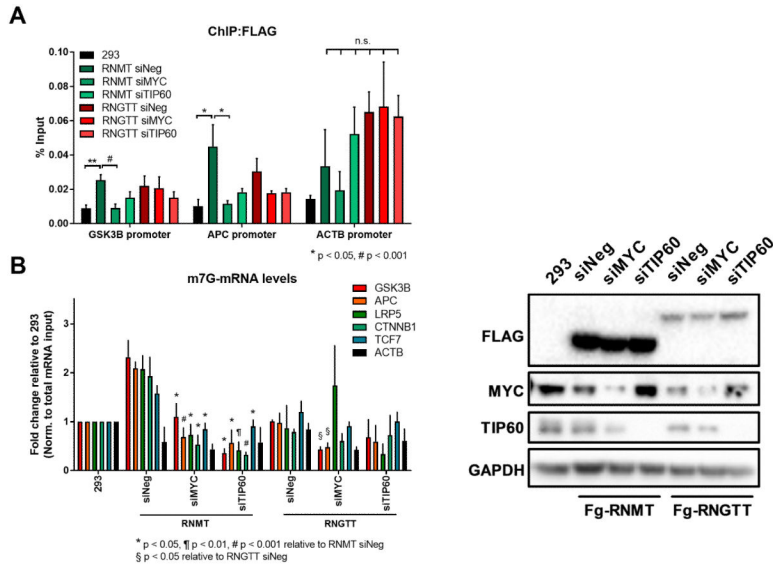 A
ChIP:FLAG
293
RNMT siNeg
RNMT siMYC
RNMT siTIP60
RNGTT siNeg
RNGTT siMYC
RNGTT siTIP60
% Input
0.10
0.08
0.06
0.04
0.02
0.00
** #
* *
n.s.
GSK3B promoter APC promoter ACTB promoter
* p < 0.05, # p < 0.001
B
m7G-mRNA levels
GSK3B
APC
LRP5
CTNNB1
TCF7
ACTB
Fold change relative to 293
(Norm. to total mRNA input)
3
2
1
0
* # * * *
* * ¶ # *
§ §
293 siNeg siMYC siTIP60 siNeg siMYC siTIP60
RNMT RNGTT
* p < 0.05, ¶ p < 0.01, # p < 0.001 relative to RNMT siNeg
§ p < 0.05 relative to RNGTT siNeg
293 siNeg siMYC siTIP60 siNeg siMYC siTIP60
FLAG
MYC
TIP60
GAPDH
Fg-RNMT Fg-RNGTT